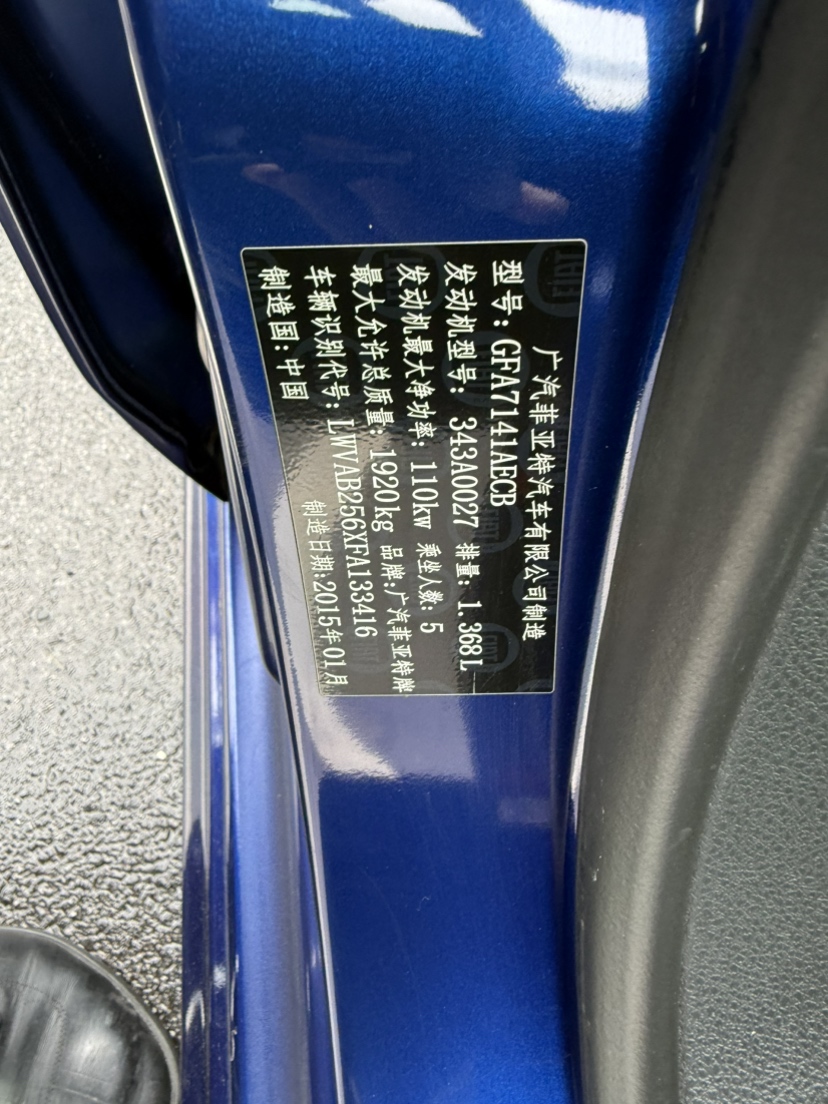 广汽菲亚特汽车有限公司制造
型号: GFA7141AECB
发动机型号: 343A0027 排量: 1.368L
发动机最大净功率: 110kw 乘坐人数: 5
最大允许总质量: 1920kg 品牌:广汽菲亚特牌
车辆识别代号: LWVAB256XFA133416
制造国:中国 制造日期:2015年01月